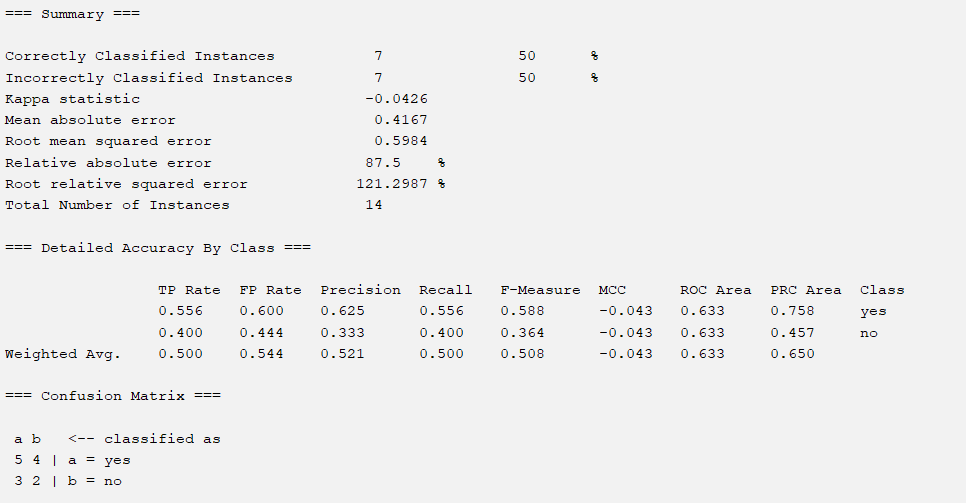 === Summary ===
Correctly Classified Instances 7 50 %
Incorrectly Classified Instances 7 50 %
Kappa statistic -0.0426
Mean absolute error 0.4167
Root mean squared error 0.5984
Relative absolute error 87.5 %
Root relative squared error 121.2987 %
Total Number of Instances 14
=== Detailed Accuracy By Class ===
TP Rate FP Rate Precision Recall F-Measure MCC ROC Area PRC Area Class
0.556 0.600 0.625 0.556 0.588 -0.043 0.633 0.758 yes
0.400 0.444 0.333 0.400 0.364 -0.043 0.633 0.457 no
Weighted Avg. 0.500 0.544 0.521 0.500 0.508 -0.043 0.633 0.650
=== Confusion Matrix ===
a b <-- classified as
5 4 | a = yes
3 2 | b = no